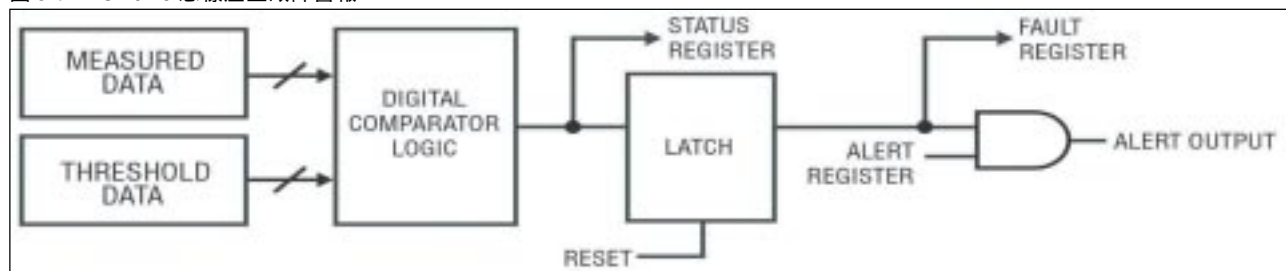 MEASURED
DATA
THRESHOLD
DATA
DIGITAL
COMPARATOR
LOGIC
STATUS
REGISTER
LATCH
RESET
FAULT
REGISTER
ALERT
REGISTER
ALERT OUTPUT